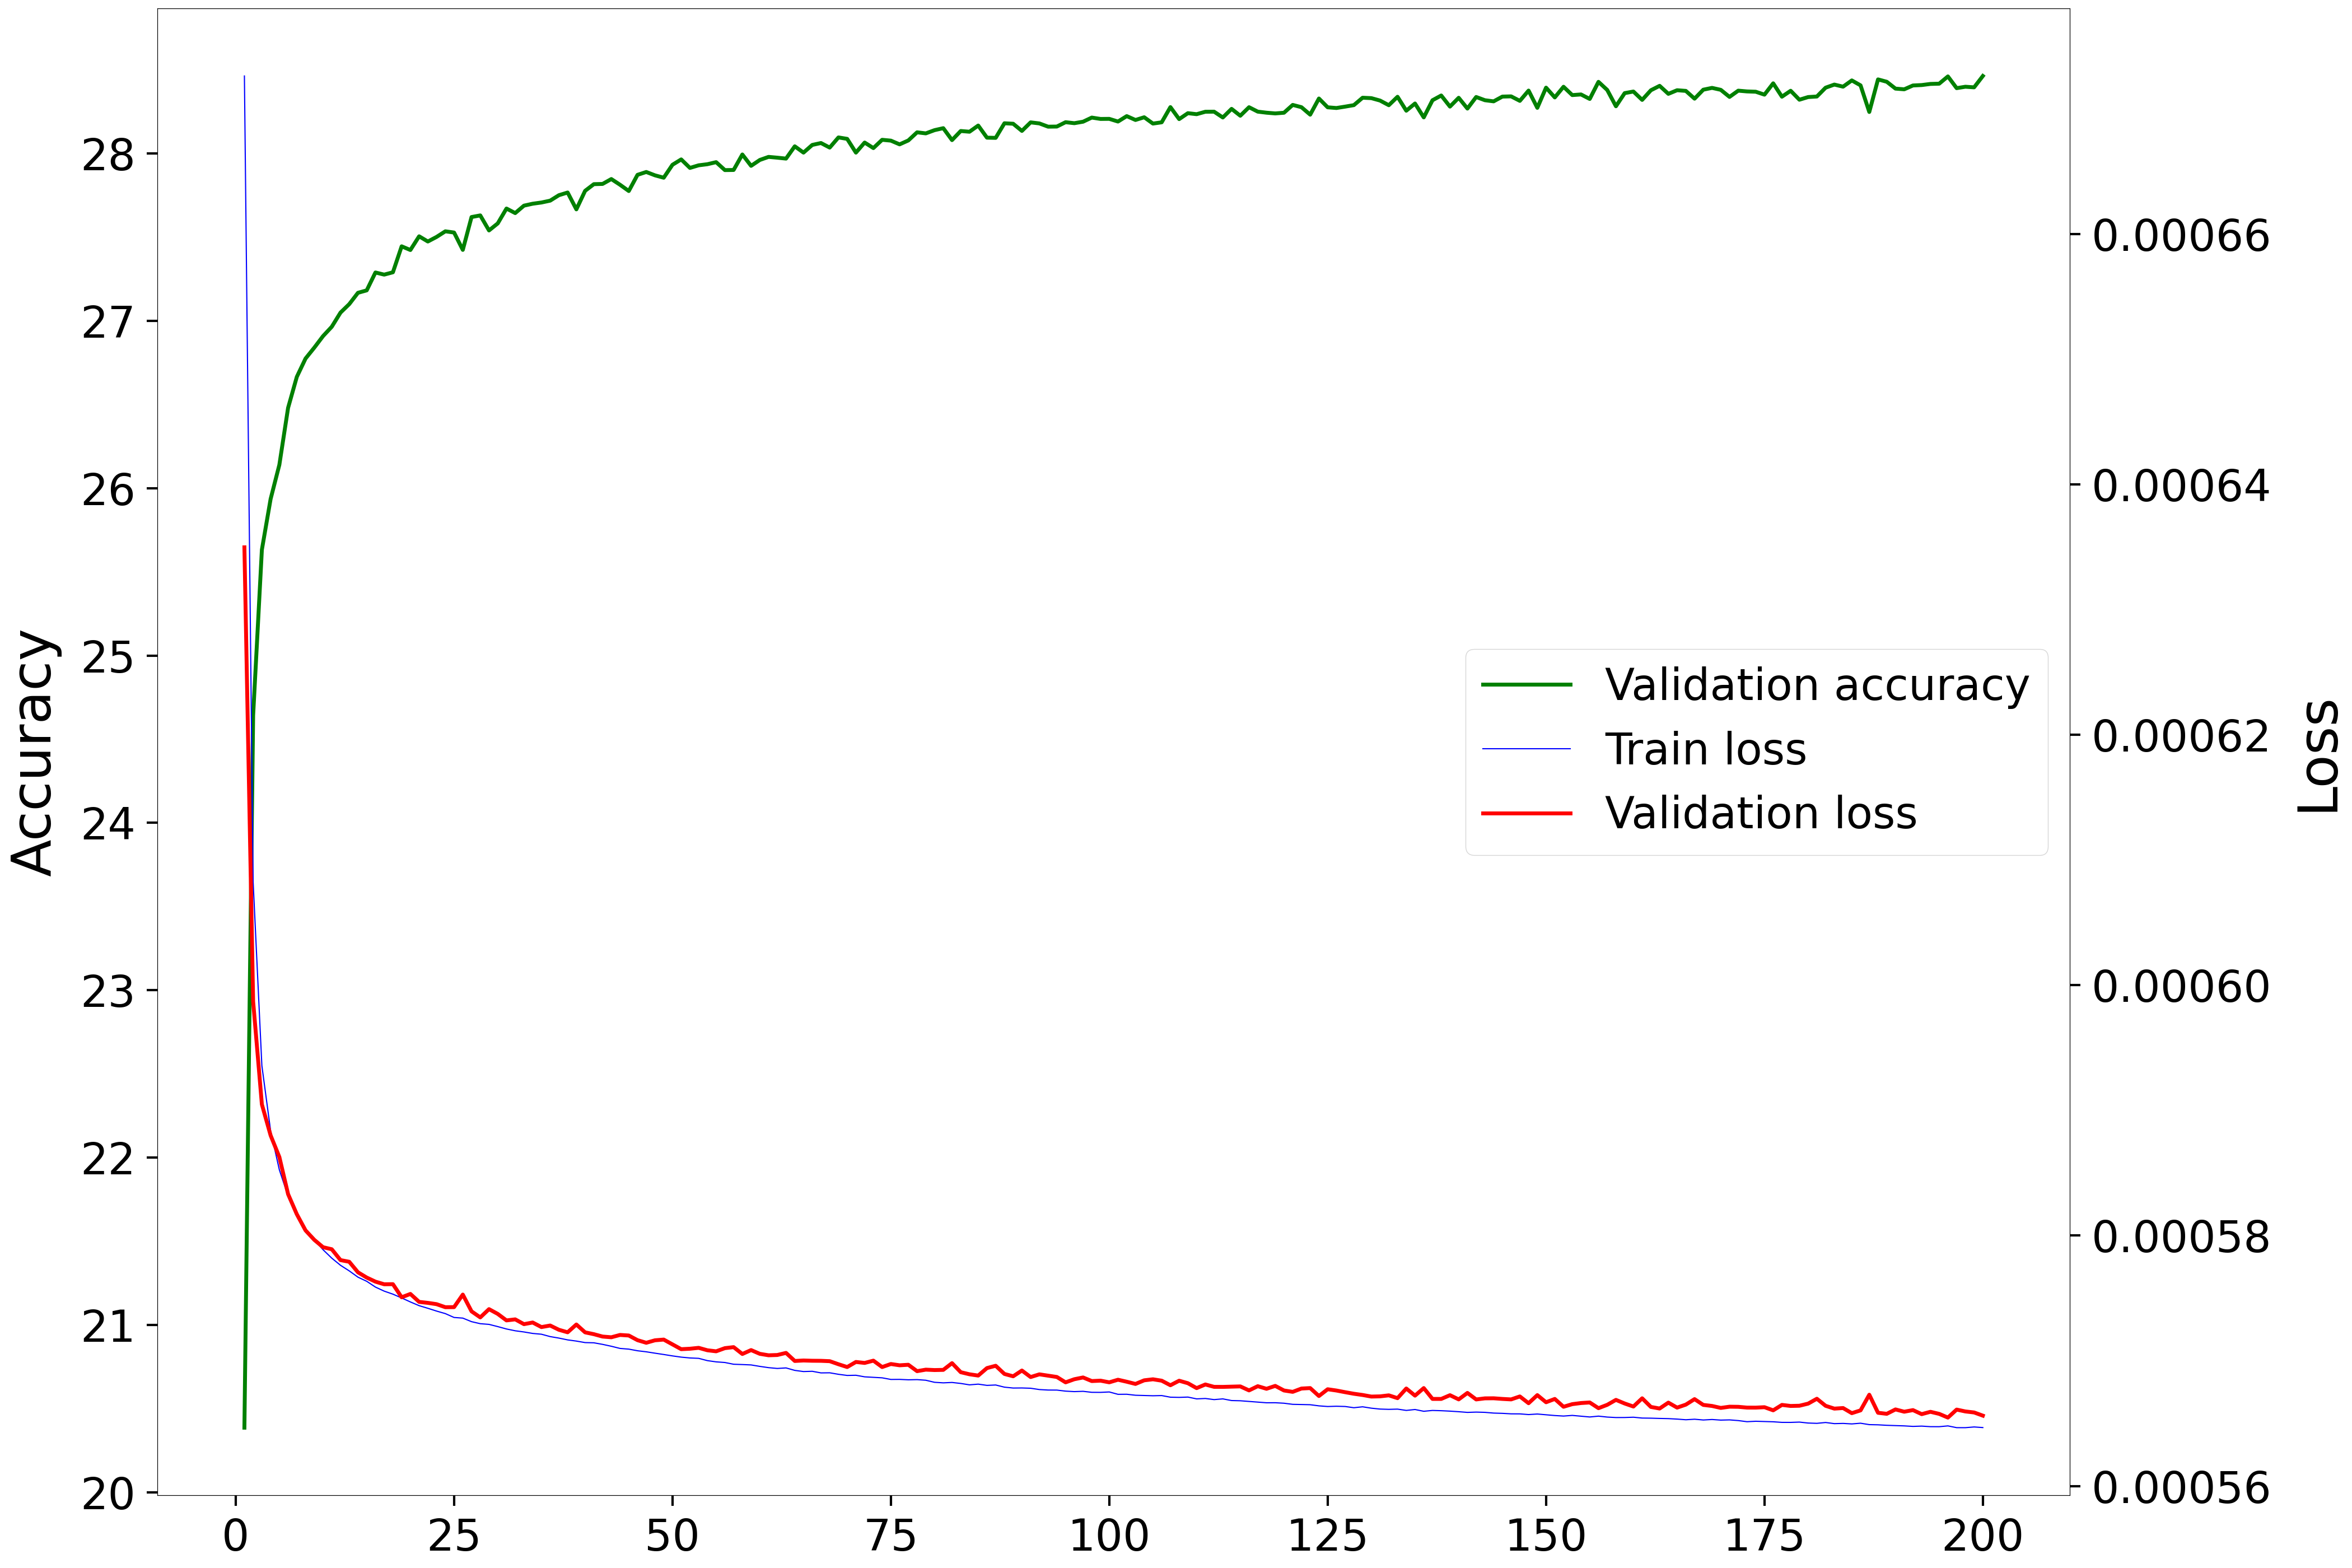 Accuracy
28
27
26
25
24
23
22
21
20
0 25 50 75 100 125 150 175 200
Validation accuracy
Train loss
Validation loss
0.00066
0.00064
0.00062
0.00060
0.00058
0.00056
Loss